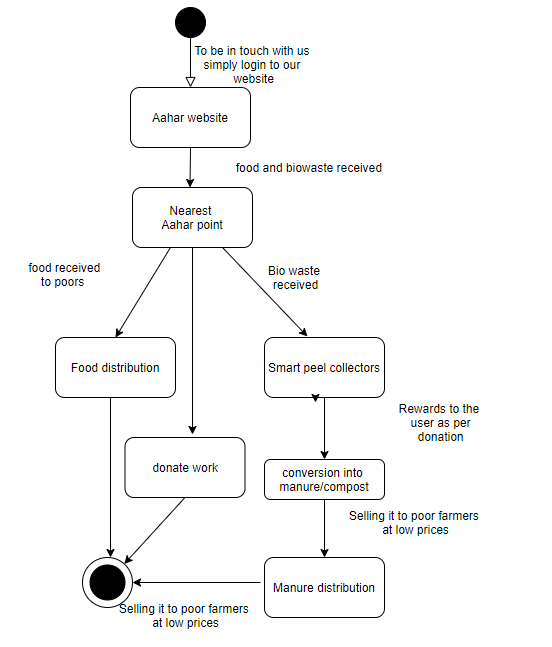 To be in touch with us
simply login to our
website
Aahar website
food and biowaste received
Nearest
Aahar point
food received
to poors
Bio waste
received
Food distribution
Smart peel collectors
Rewards to the
user as per
donation
donate work
conversion into
manure/compost
Selling it to poor farmers
at low prices
Manure distribution
Selling it to poor farmers
at low prices